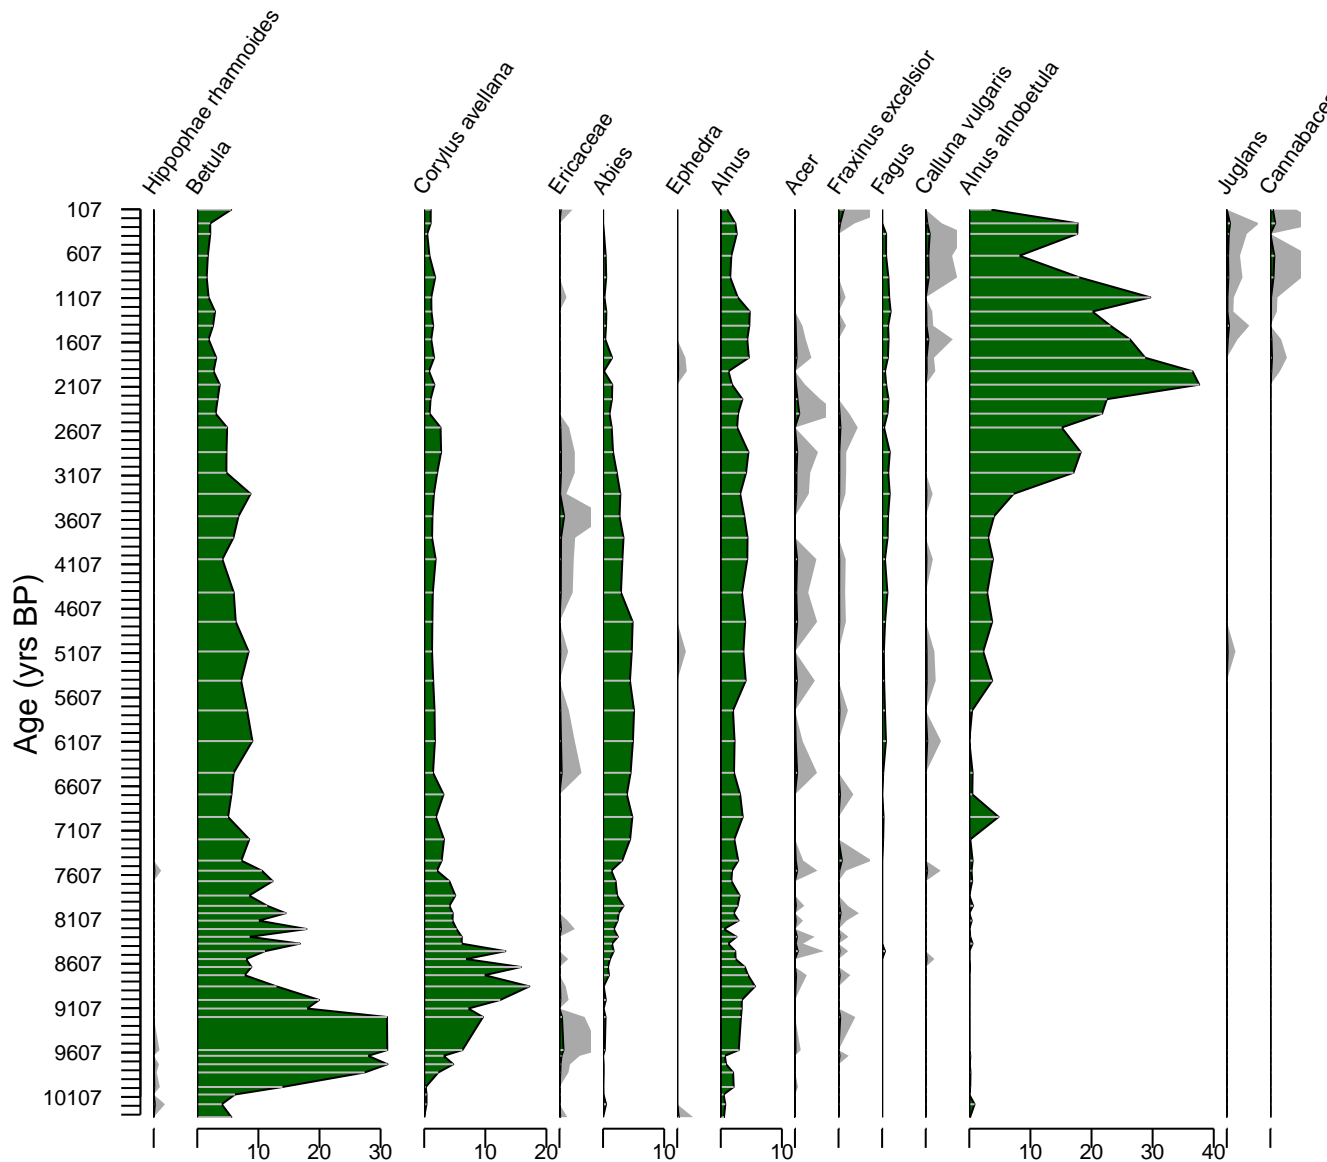 Hippophae rhamnoides
Betula
Corylus avellana
Ericaceae
Abies
Ephedra
Alnus
Acer
Fraxinus excelsior
Fagus
Calluna vulgaris
Alnus alnobetula
Juglans
Cannabaceae
Age (yrs BP)
107
607
1107
1607
2107
2607
3107
3607
4107
4607
5107
5607
6107
6607
7107
7607
8107
8607
9107
9607
10107
10 20 30 10 20 10 10 10 20 30 40